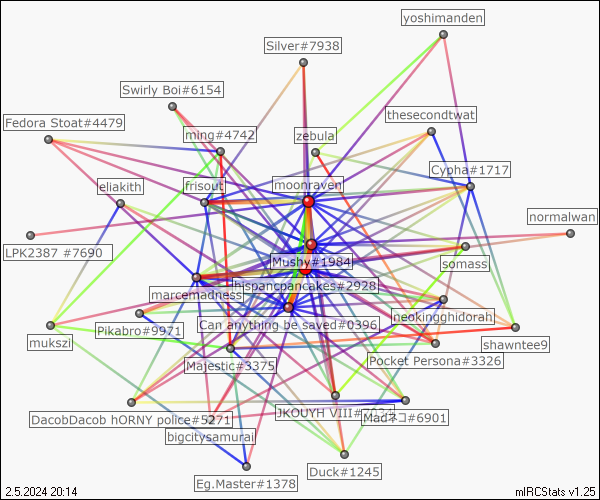 yoshimanden
Silver#7938
Swirly Boi#6154
thesecondtwat
Fedora Stoat#4479
ming#4742
zebula
Cypha#1717
eliakith
frisout
moonraven
normalwan
LPK2387 #7690
Mushy#1984
somassi
hispancpancakes#2928
marcemadness
neokingghidorah
Can anything be saved#0396
Pikabro#9971
mukszi
shawntee9
Majestic#3375
Pocket Persona#3326
DacobDacob hORNY police#5271
JKOUYH VIII#7034
Madネコ#6901
bigcitysamurai
Duck#1245
Eg.Master#1378
2.5.2024 20:14
mIRCStats v1.25